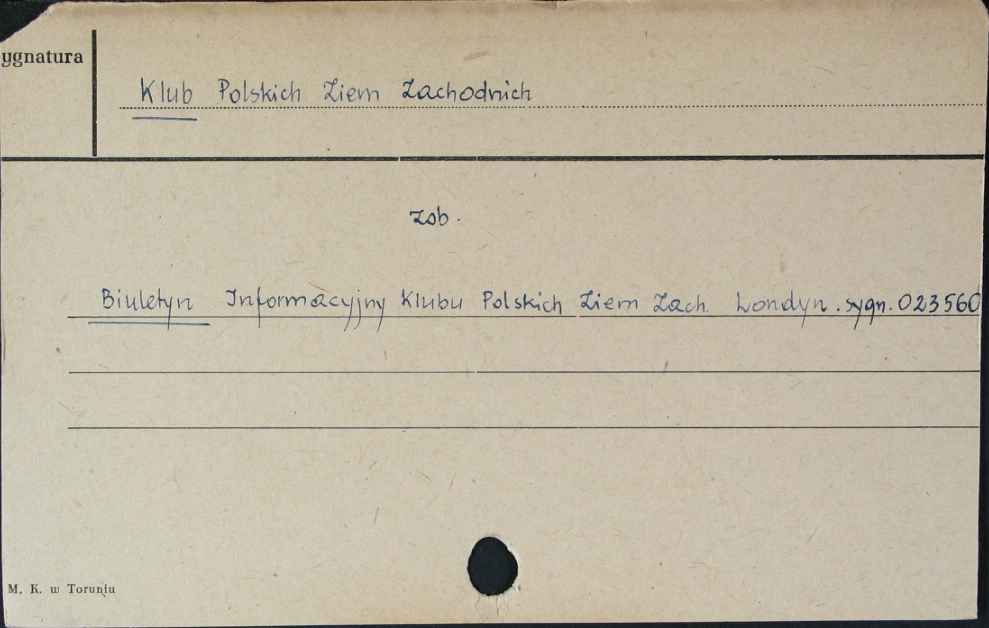 ygnatura
Klub Polskich Ziem Zachodnich
zob.
Biuletyn Informacyjny Klubu Polskich Ziem Zach. Londyn. sygn. 023560
M. K. w Toruniu